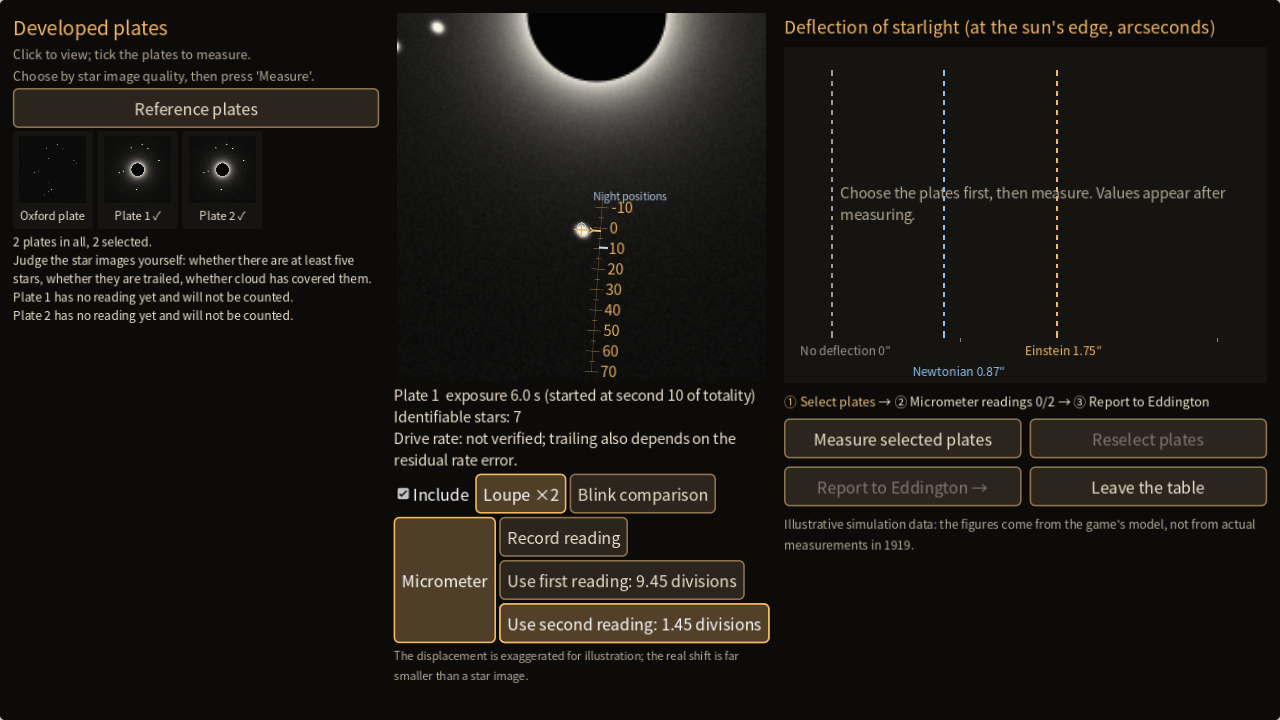 Developed plates
Click to view; tick the plates to measure.
Choose by star image quality, then press 'Measure'.
Reference plates
Oxford plate
Plate 1 ✓
Plate 2 ✓
2 plates in all, 2 selected.
Judge the star images yourself: whether there are at least five
stars, whether they are trailed, whether cloud has covered them.
Plate 1 has no reading yet and will not be counted.
Plate 2 has no reading yet and will not be counted.
Night positions
-10
0
10
20
30
40
50
60
70
Plate 1 exposure 6.0 s (started at second 10 of totality)
Identifiable stars: 7
Drive rate: not verified; trailing also depends on the
residual rate error.
Include
Loupe ×2
Blink comparison
Micrometer
Record reading
Use first reading: 9.45 divisions
Use second reading: 1.45 divisions
The displacement is exaggerated for illustration; the real shift is far
smaller than a star image.
Deflection of starlight (at the sun's edge, arcseconds)
Choose the plates first, then measure. Values appear after
measuring.
No deflection 0"
Einstein 1.75"
Newtonian 0.87"
① Select plates → ② Micrometer readings 0/2 → ③ Report to Eddington
Measure selected plates
Reselect plates
Report to Eddington →
Leave the table
Illustrative simulation data: the figures come from the game's model, not from actual
measurements in 1919.